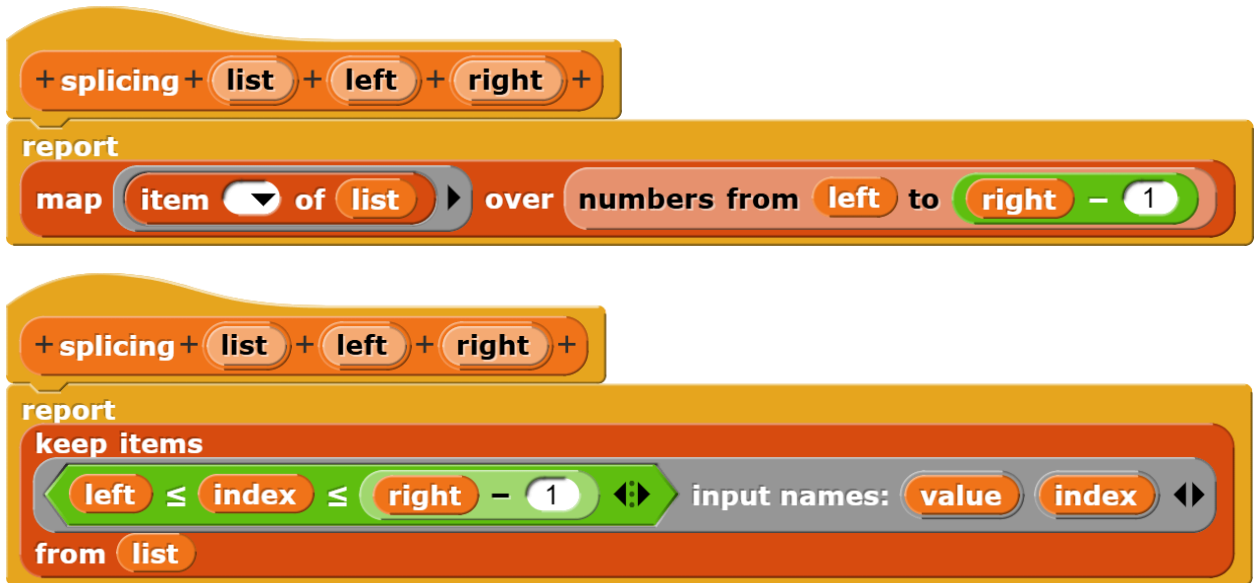 + splicing + list + left + right +
report
map item of list over numbers from left to right - 1
+ splicing + list + left + right +
report
keep items
left ≤ index ≤ right - 1 input names: value index
from list